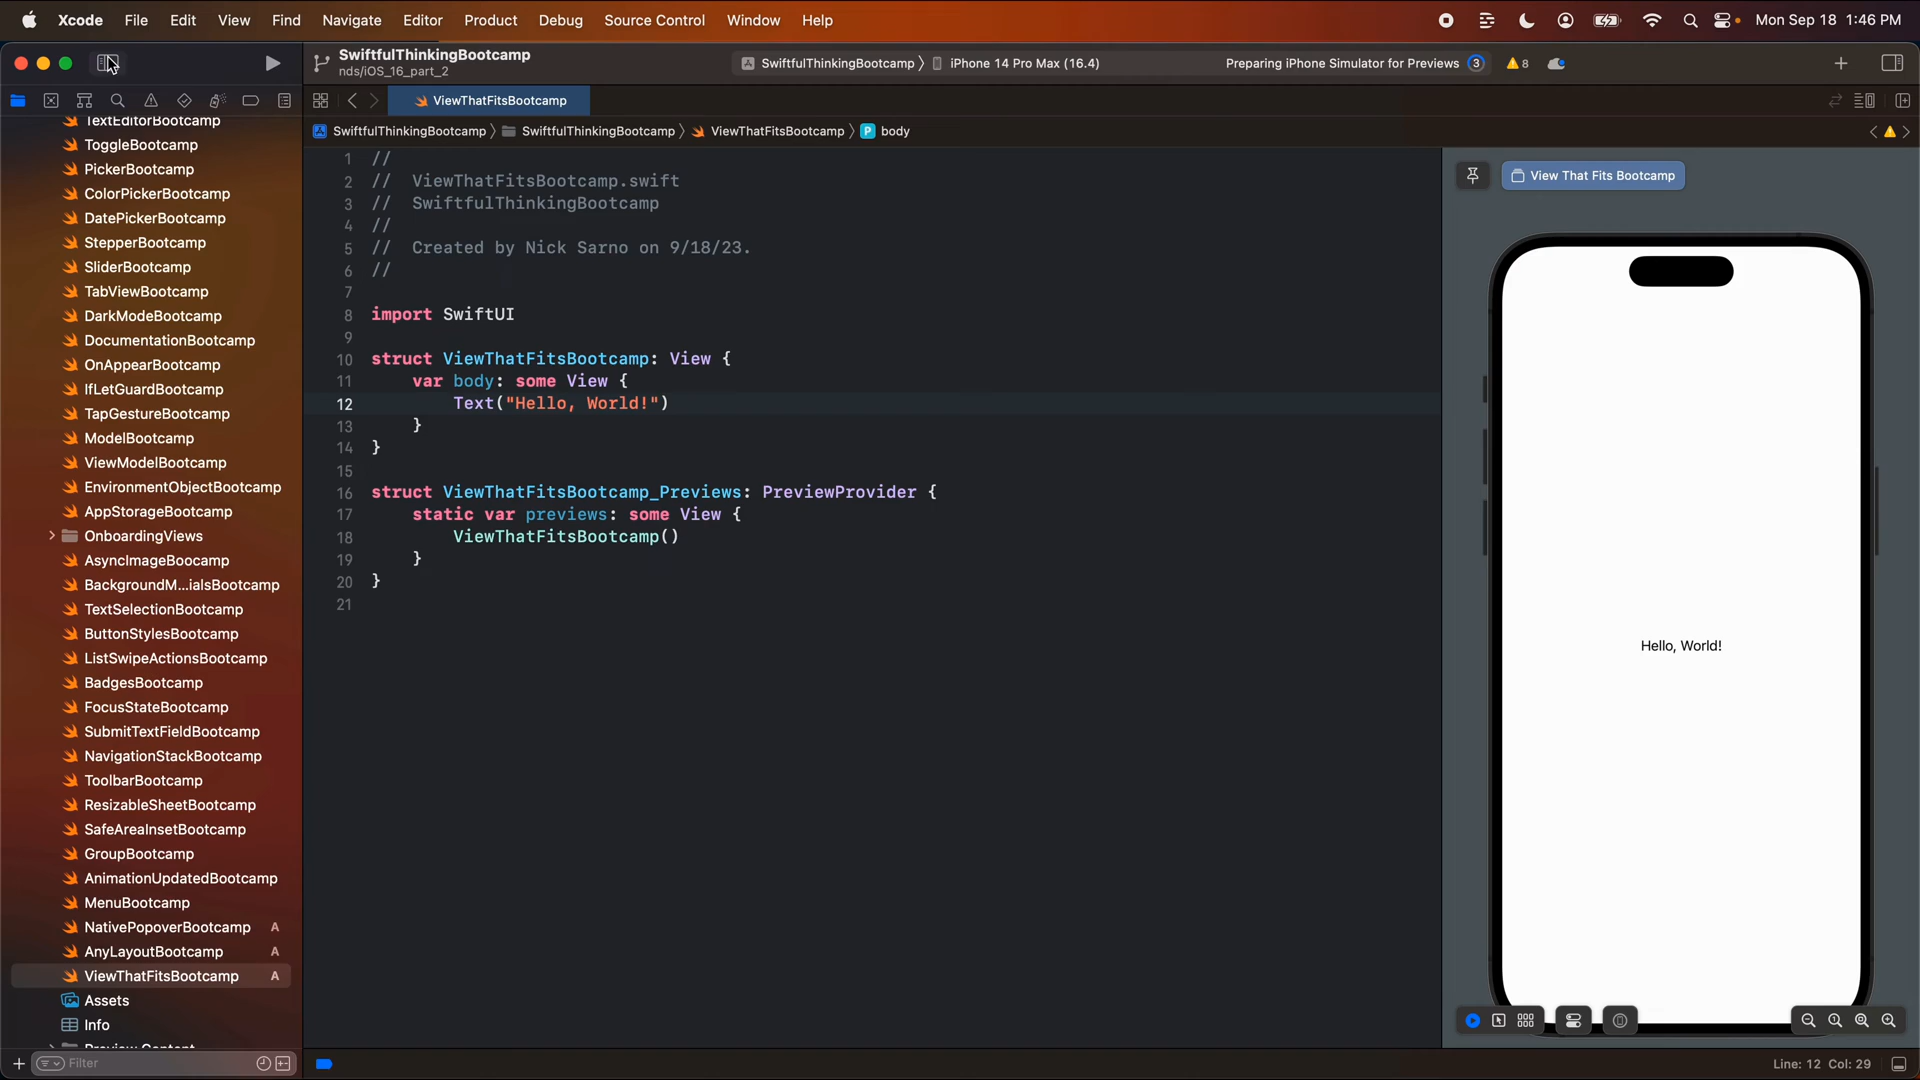 Xcode File Edit View Find Navigate Editor Product Debug Source Control Window Help Mon Sep 18 1:46 PM
SwiftfulThinkingBootcamp
nds/iOS_16_part_2
SwiftfulThinkingBootcamp iPhone 14 Pro Max (16.4) Preparing iPhone Simulator for Previews 3 8
ViewThatFitsBootcamp
SwiftfulThinkingBootcamp SwiftfulThinkingBootcamp ViewThatFitsBootcamp P body
TextEditorBootcamp
ToggleBootcamp
PickerBootcamp
ColorPickerBootcamp
DatePickerBootcamp
StepperBootcamp
SliderBootcamp
TabViewBootcamp
DarkModeBootcamp
DocumentationBootcamp
OnAppearBootcamp
IfLetGuardBootcamp
TapGestureBootcamp
ModelBootcamp
ViewModelBootcamp
EnvironmentObjectBootcamp
AppStorageBootcamp
OnboardingViews
AsyncImageBoocamp
BackgroundM...ialsBootcamp
TextSelectionBootcamp
ButtonStylesBootcamp
ListSwipeActionsBootcamp
BadgesBootcamp
FocusStateBootcamp
SubmitTextFieldBootcamp
NavigationStackBootcamp
ToolbarBootcamp
ResizableSheetBootcamp
SafeAreaInsetBootcamp
GroupBootcamp
AnimationUpdatedBootcamp
MenuBootcamp
NativePopoverBootcamp A
AnyLayoutBootcamp A
ViewThatFitsBootcamp A
Assets
Info
Preview Content
Filter
1 //
2 // ViewThatFitsBootcamp.swift
3 // SwiftfulThinkingBootcamp
4 //
5 // Created by Nick Sarno on 9/18/23.
6 //
7
8 import SwiftUI
9
10 struct ViewThatFitsBootcamp: View {
11 var body: some View {
12 Text("Hello, World!")
13 }
14 }
15
16 struct ViewThatFitsBootcamp_Previews: PreviewProvider {
17 static var previews: some View {
18 ViewThatFitsBootcamp()
19 }
20 }
21
View That Fits Bootcamp
Hello, World!
Line: 12 Col: 29